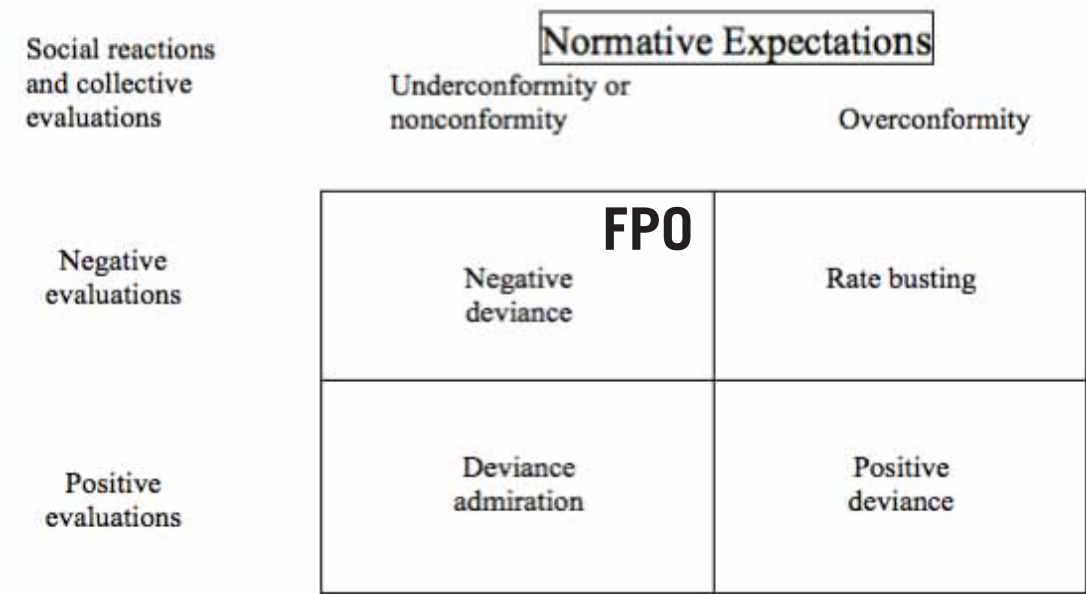 Social reactions
and collective
evaluations
Normative Expectations
Underconformity or
nonconformity
Overconformity
FPO
Negative
evaluations
Negative
deviance
Rate busting
Positive
evaluations
Deviance
admiration
Positive
deviance